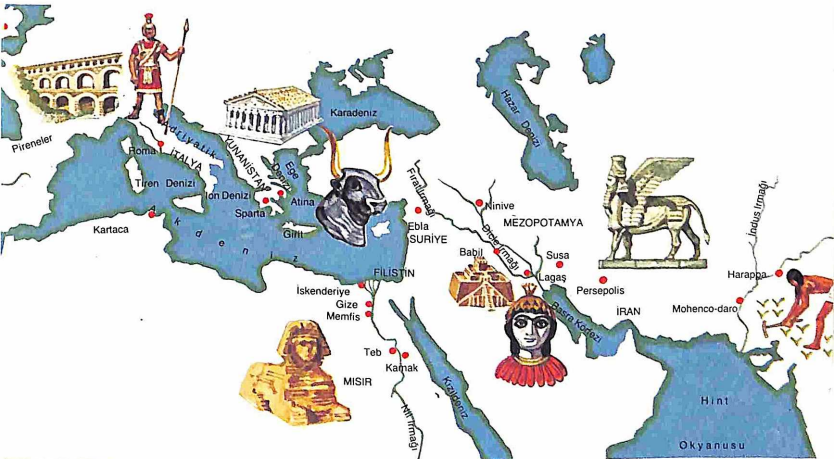 Pireneler
Roma
İTALYA
Adriyatik
Tiren Denizi
Kartaca
Akdeniz
İon Denizi
YUNANİSTAN
Ege
Denizi
Atina
Sparta
Girit
Karadeniz
Hazar Denizi
Fırat Irmağı
Ninive
MEZOPOTAMYA
Dicle Irmağı
Ebla
SURİYE
Babil
Lagaş
Susa
Persepolis
İRAN
Basra Körfezi
FİLİSTİN
İskenderiye
Gize
Memfis
Teb
Karnak
MISIR
Nil Irmağı
Kızıldeniz
İndus Irmağı
Harappa
Mohenco-daro
Hint
Okyanusu